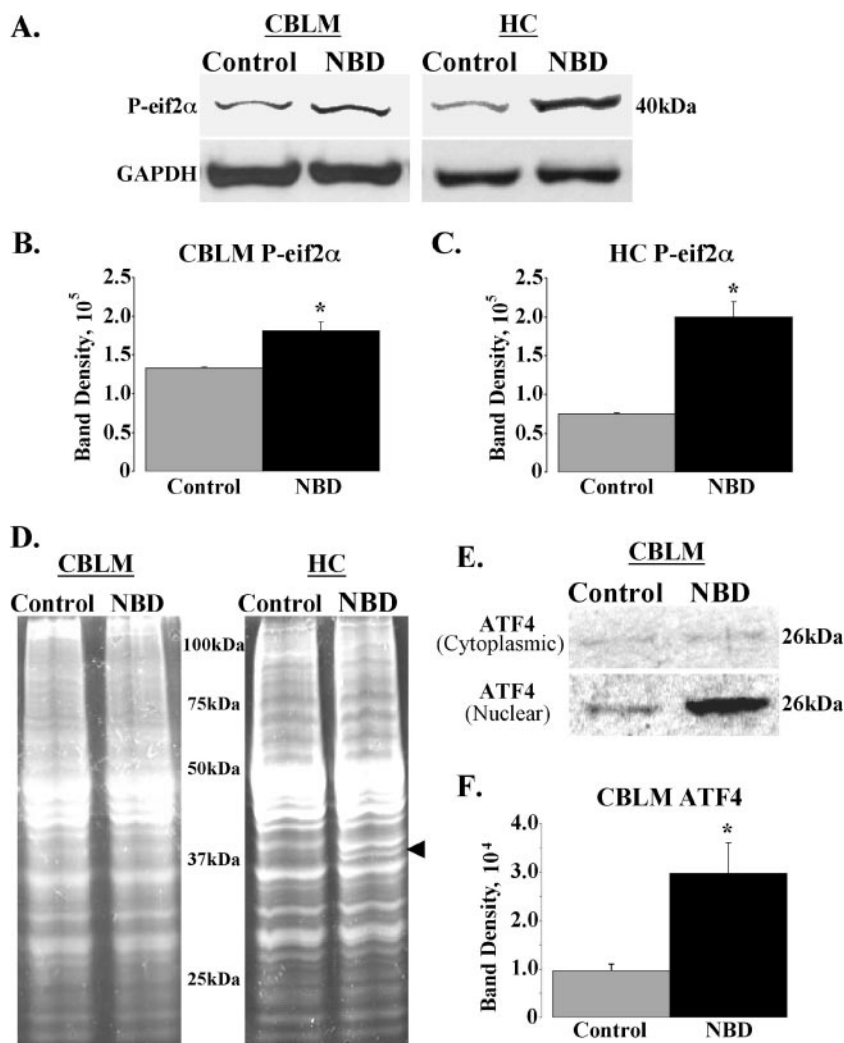 A.
CBLM HC
Control NBD Control NBD
P-eif2α 40kDa
GAPDH
B.
CBLM P-eif2α
Band Density, 10^5
2.5
2.0
1.5
1.0
0.5
0
*
Control NBD
C.
HC P-eif2α
Band Density, 10^5
2.5
2.0
1.5
1.0
0.5
0
*
Control NBD
D.
CBLM HC
Control NBD Control NBD
100kDa
75kDa
50kDa
37kDa
25kDa
E.
CBLM
Control NBD
ATF4
(Cytoplasmic)
26kDa
ATF4
(Nuclear)
26kDa
F.
CBLM ATF4
Band Density, 10^4
4.0
3.0
2.0
1.0
0
*
Control NBD